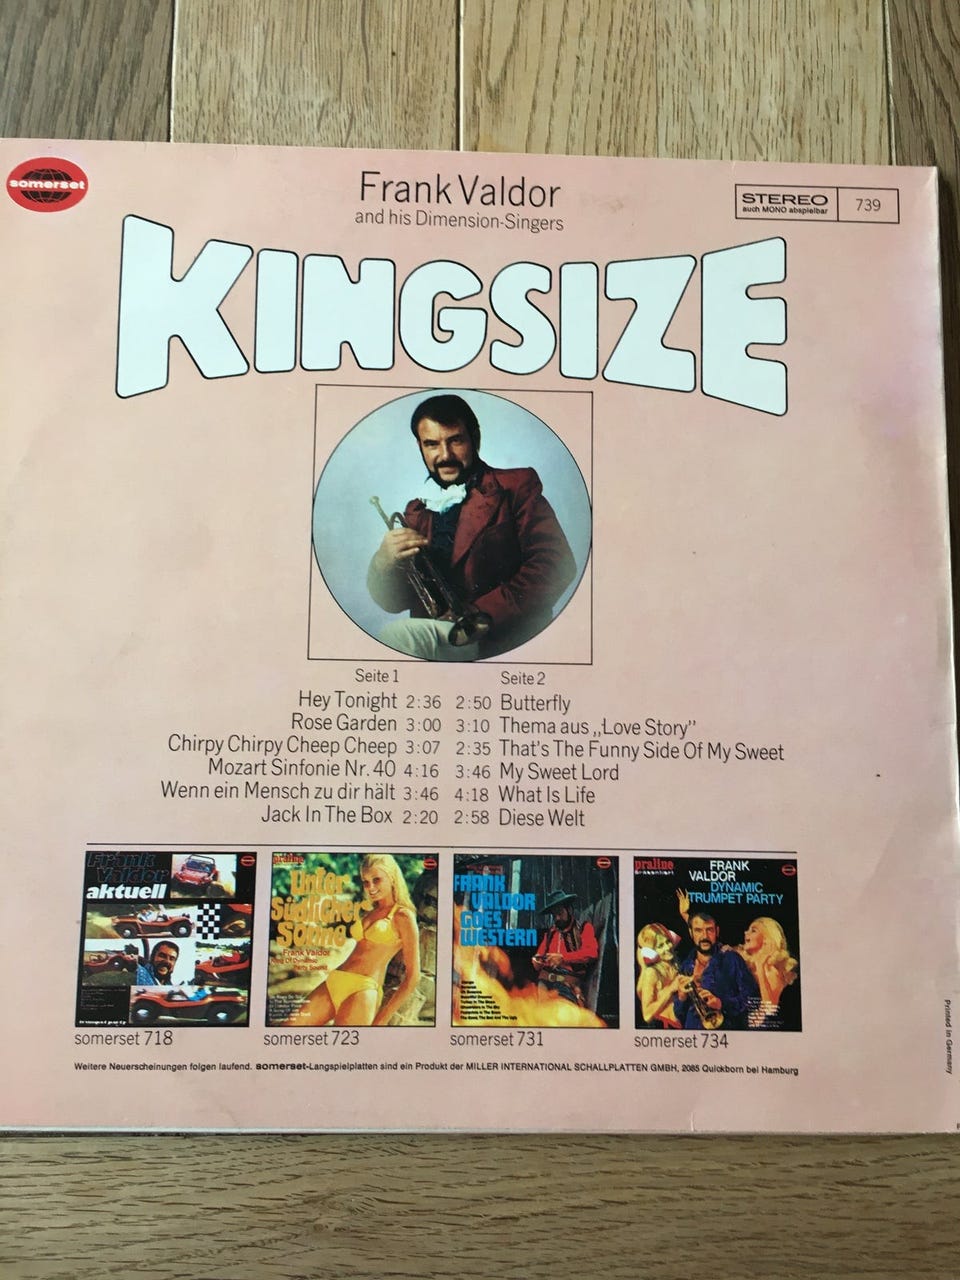 somerset
Frank Valdor
and his Dimension-Singers
STEREO
auch MONO abspielbar
739
KINGSIZE
Seite 1
Hey Tonight 2:36
Rose Garden 3:00
Chirpy Chirpy Cheep Cheep 3:07
Mozart Sinfonie Nr. 40 4:16
Wenn ein Mensch zu dir hält 3:46
Jack In The Box 2:20
Seite 2
2:50 Butterfly
3:10 Thema aus „Love Story”
2:35 That's The Funny Side Of My Sweet
3:46 My Sweet Lord
4:18 What Is Life
2:58 Diese Welt
Frank
Valdor
aktuell
praline
Unter
Südlicher
Sonne
Frank Valdor
FRANK
VALDOR
GOES
WESTERN
praline
präsentiert
FRANK
VALDOR
DYNAMIC
TRUMPET PARTY
somerset 718
somerset 723
somerset 731
somerset 734
Weitere Neuerscheinungen folgen laufend. somerset-Langspielplatten sind ein Produkt der MILLER INTERNATIONAL SCHALLPLATTEN GMBH, 2085 Quickborn bei Hamburg
Printed in Germany